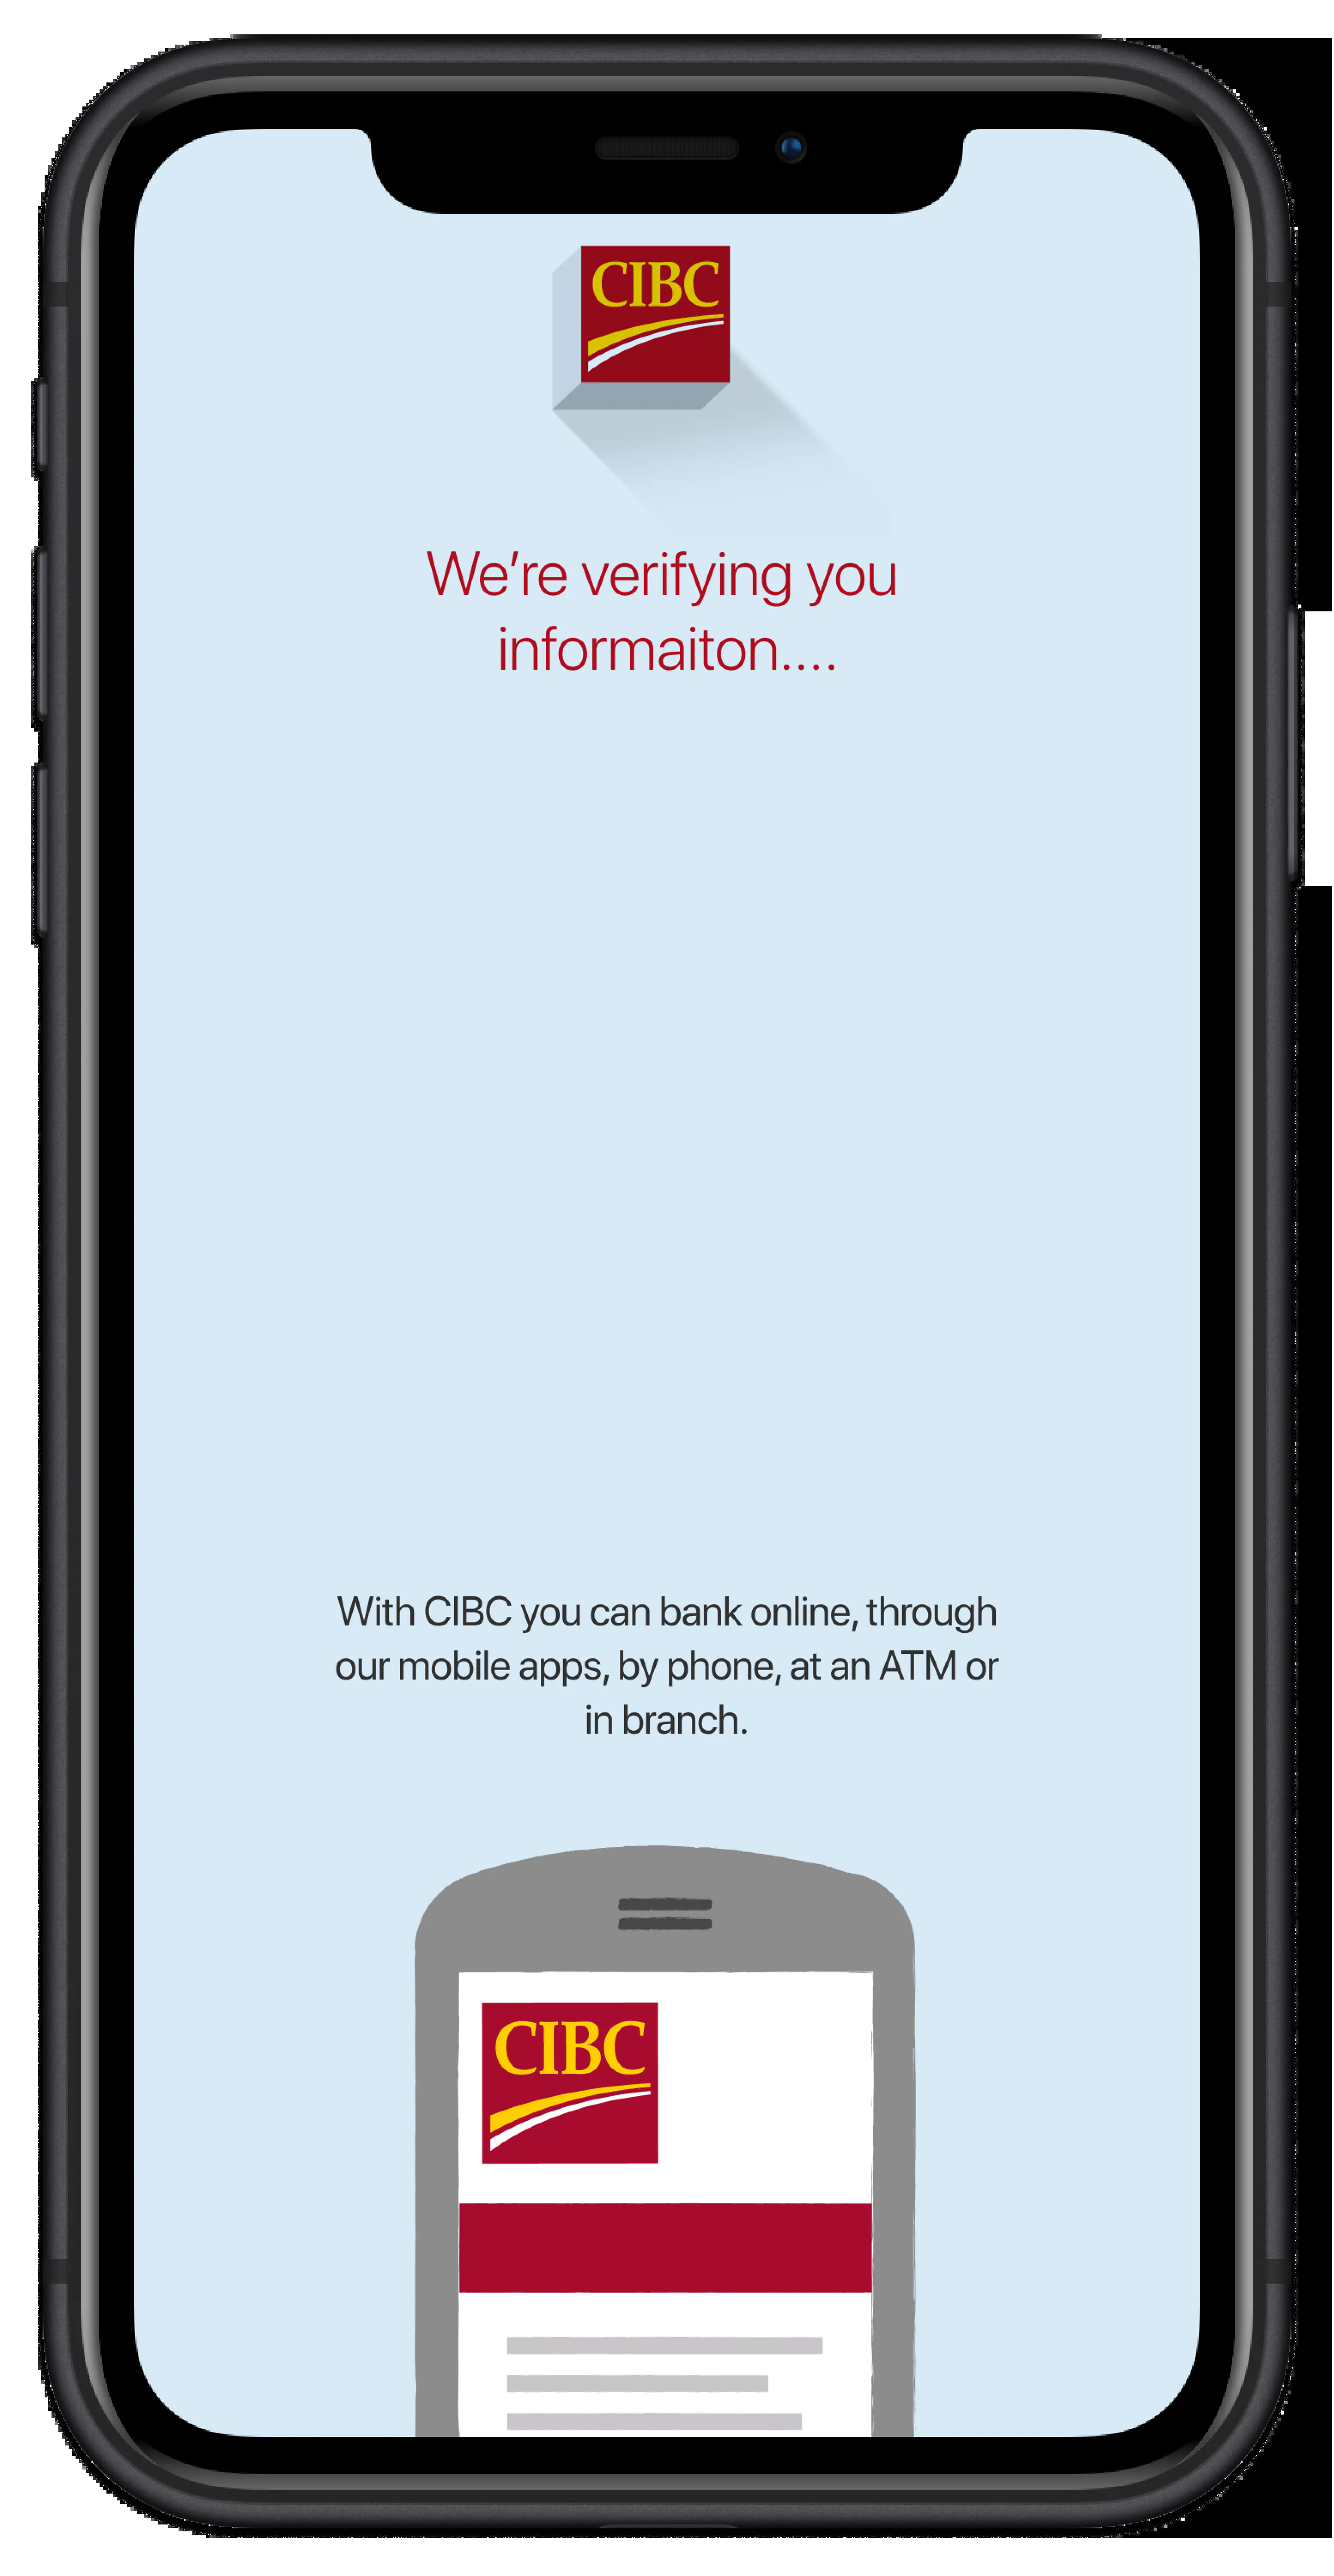 CIBC
We're verifying you
informaiton....
With CIBC you can bank online, through
our mobile apps, by phone, at an ATM or
in branch.
CIBC